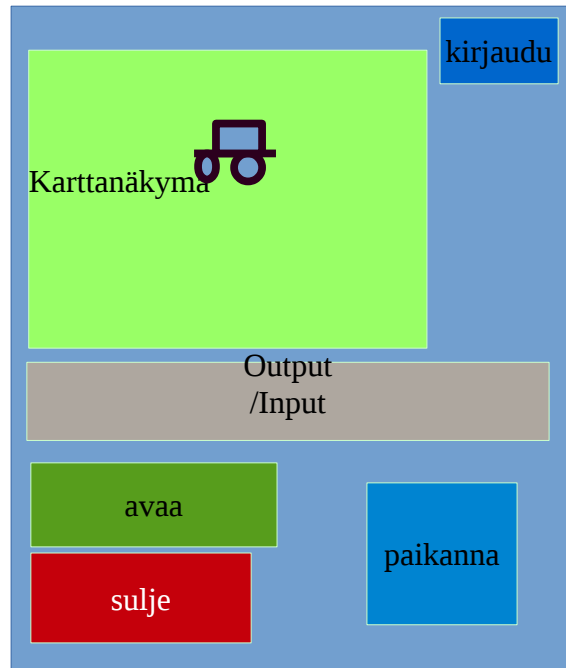 kirjaudu
Karttanäkymä
Output
/Input
avaa
sulje
paikanna